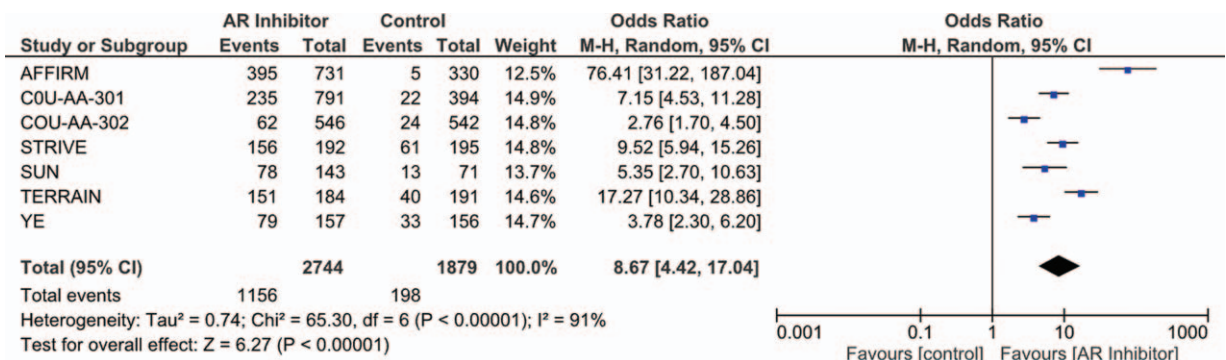 AR Inhibitor Control Odds Ratio Odds Ratio
Study or Subgroup Events Total Events Total Weight M-H, Random, 95% CI M-H, Random, 95% CI
AFFIRM 395 731 5 330 12.5% 76.41 [31.22, 187.04]
C0U-AA-301 235 791 22 394 14.9% 7.15 [4.53, 11.28]
COU-AA-302 62 546 24 542 14.8% 2.76 [1.70, 4.50]
STRIVE 156 192 61 195 14.9% 9.52 [5.94, 15.26]
SUN 78 143 13 71 13.7% 5.35 [2.70, 10.63]
TERRAIN 151 184 40 191 14.6% 17.27 [10.34, 28.86]
YE 79 157 33 156 14.7% 3.78 [2.30, 6.20]
Total (95% CI) 2744 1879 100.0% 8.67 [4.42, 17.04]
Total events 1156 198
Heterogeneity: Tau² = 0.74; Chi² = 65.30, df = 6 (P < 0.00001); I² = 91%
Test for overall effect: Z = 6.27 (P < 0.00001)
0.001 0.1 1 10 1000
Favours [control] Favours [AR Inhibitor]